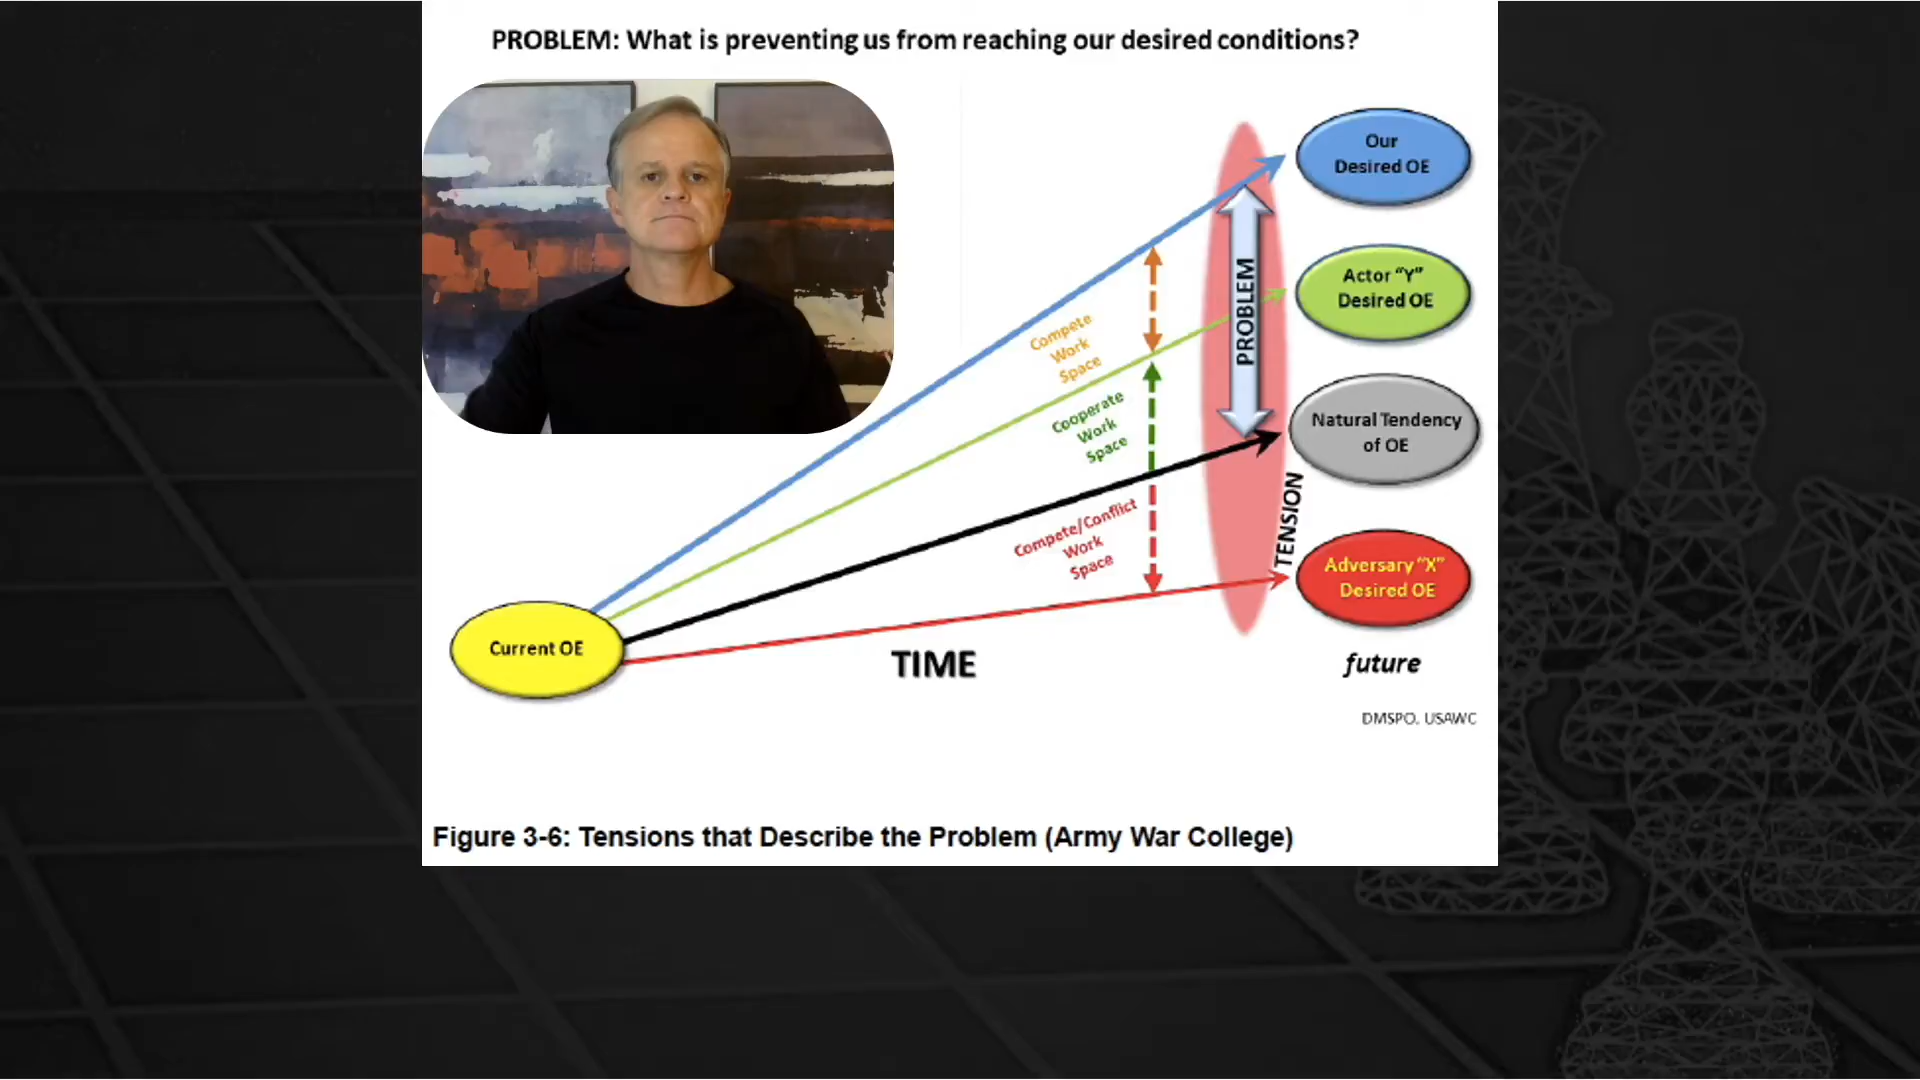 PROBLEM: What is preventing us from reaching our desired conditions?
Our
Desired OE
Actor “Y”
Desired OE
Natural Tendency
of OE
Adversary “X”
Desired OE
PROBLEM
TENSION
Compete
Work
Space
Cooperate
Work
Space
Compete/Conflict
Work
Space
Current OE
TIME
future
DMSPO, USAWC
Figure 3-6: Tensions that Describe the Problem (Army War College)